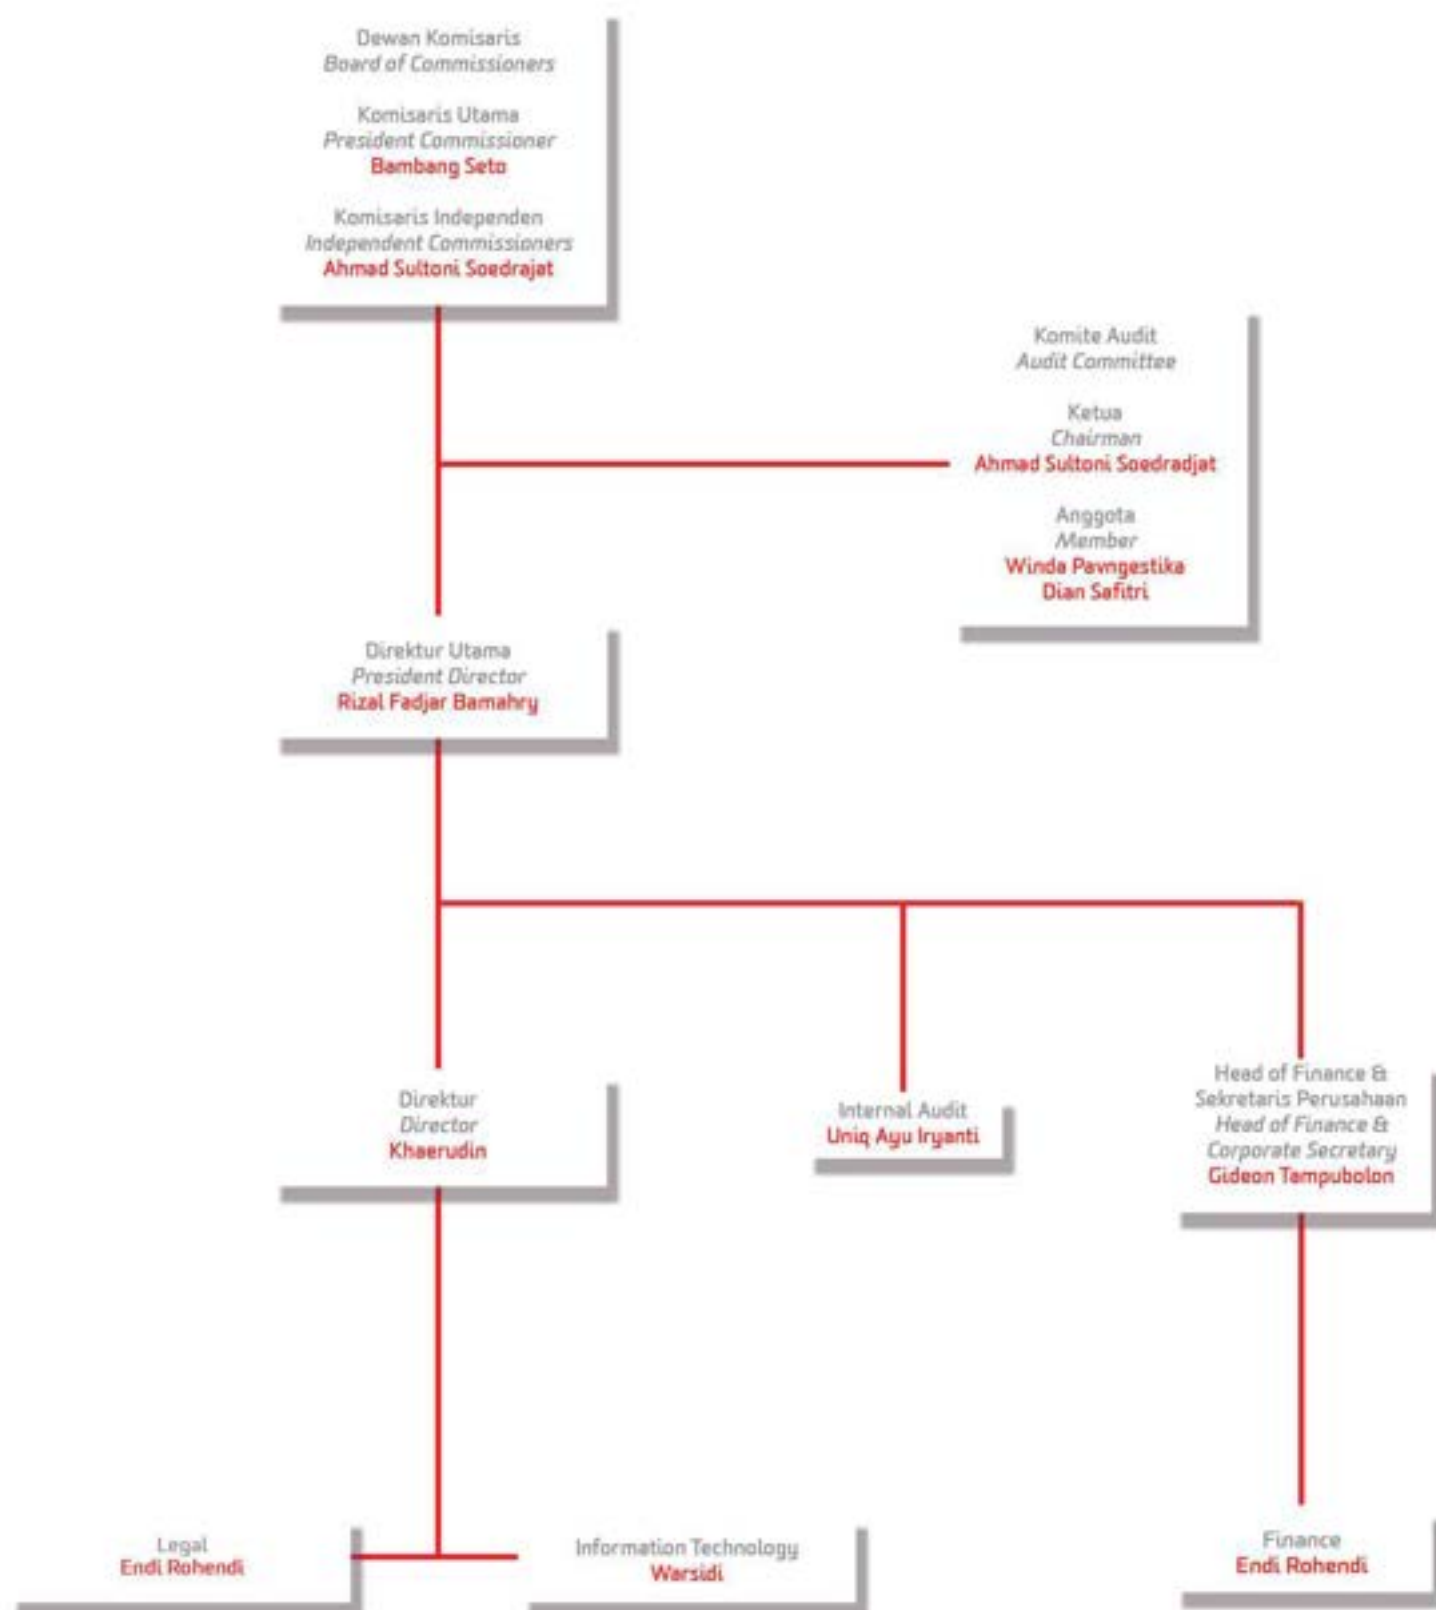 Dewan Komisaris
Board of Commissioners
Komisaris Utama
President Commissioner
Bambang Seto
Komisaris Independen
Independent Commissioners
Ahmad Sultoni Soedrajat
Komite Audit
Audit Committee
Ketua
Chairman
Ahmad Sultoni Soedradjat
Anggota
Member
Winda Pavngestika
Dian Safitri
Direktur Utama
President Director
Rizal Fadjar Bamahry
Direktur
Director
Khaerudin
Internal Audit
Uniq Ayu Iryanti
Head of Finance &
Sekretaris Perusahaan
Head of Finance &
Corporate Secretary
Gideon Tampubolon
Legal
Endi Rohendi
Information Technology
Warsidi
Finance
Endi Rohendi